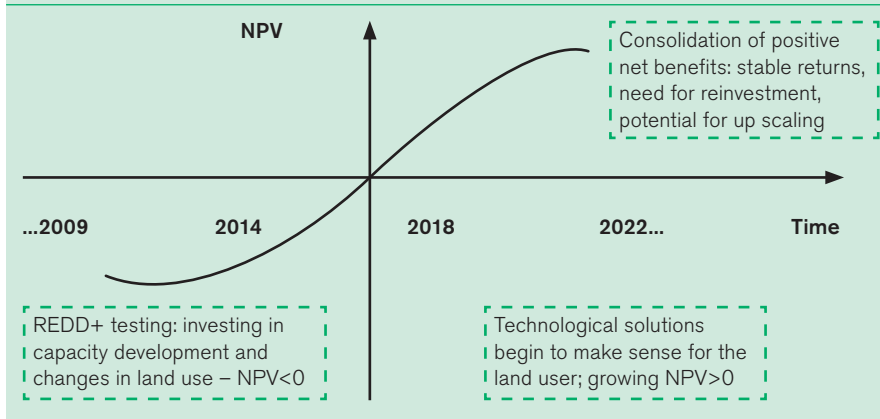 NPV
Consolidation of positive
net benefits: stable returns,
need for reinvestment,
potential for up scaling
...2009 2014 2018 2022... Time
REDD+ testing: investing in
capacity development and
changes in land use – NPV<0
Technological solutions
begin to make sense for the
land user; growing NPV>0